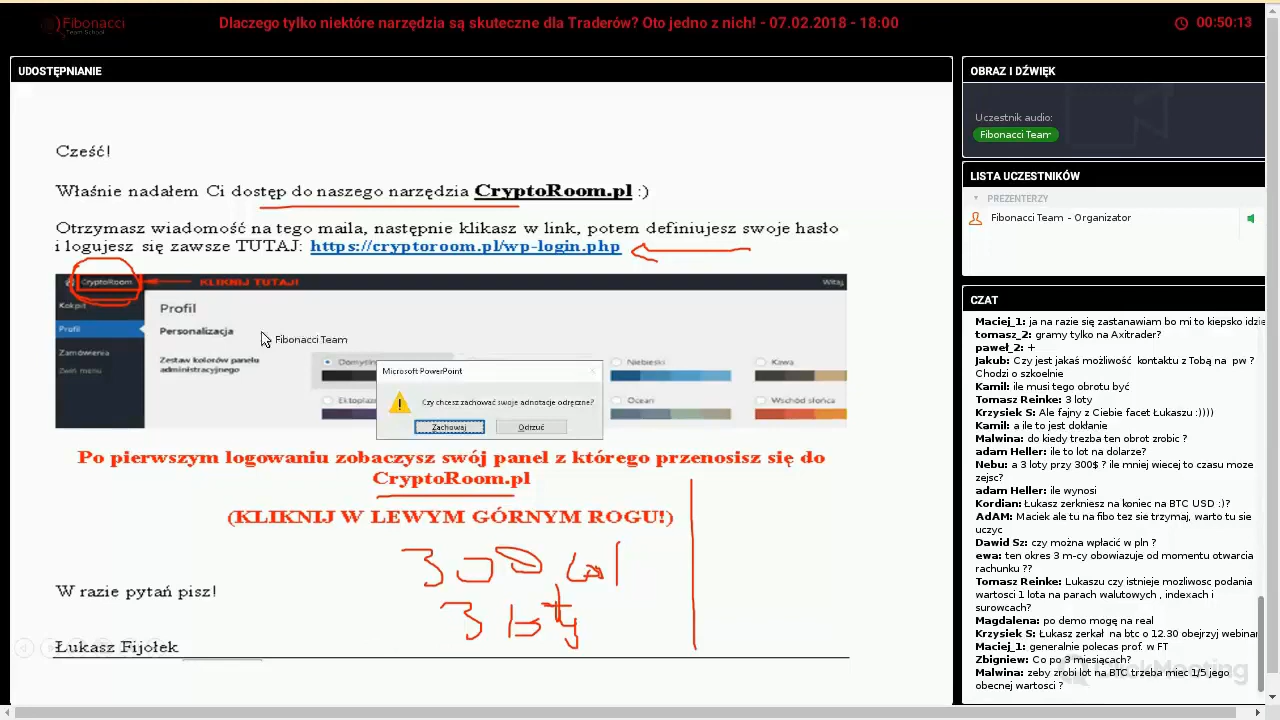 Fibonacci
Team School
Dlaczego tylko niektóre narzędzia są skuteczne dla Traderów? Oto jedno z nich! - 07.02.2018 - 18:00
00:50:13
UDOSTĘPNIANIE
Cześć!
Właśnie nadałem Ci dostęp do naszego narzędzia CryptoRoom.pl :)
Otrzymasz wiadomość na tego maila, następnie klikasz w link, potem definiujesz swoje hasło
i logujesz się zawsze TUTAJ: https://cryptoroom.pl/wp-login.php
CryptoRoom
KLIKNIJ TUTAJ!
Witaj,
Kokpit
Profil
Zamówienia
Zwiń menu
Profil
Personalizacja
Fibonacci Team
Zestaw kolorów panelu
administracyjnego
Domyśln
Niebieski
Kawa
Ektoplaz
Ocean
Wschód słońca
Microsoft PowerPoint
Czy chcesz zachować swoje adnotacje odręczne?
Zachowaj
Odrzuć
Po pierwszym logowaniu zobaczysz swój panel z którego przenosisz się do
CryptoRoom.pl
(KLIKNIJ W LEWYM GÓRNYM ROGU!)
300
3 loty
W razie pytań pisz!
Łukasz Fijołek
OBRAZ I DŹWIĘK
Uczestnik audio:
Fibonacci Team
LISTA UCZESTNIKÓW
PREZENTERZY
Fibonacci Team - Organizator
CZAT
Maciej_1: ja na razie się zastanawiam bo mi to kiepsko idzie
tomasz_2: gramy tylko na Axitrader?
paweł_2: +
Jakub: Czy jest jakaś możliwość kontaktu z Tobą na pw ?
Chodzi o szkoelnie
Kamil: ile musi tego obrotu być
Tomasz Reinke: 3 loty
Krzysiek S: Ale fajny z Ciebie facet Łukaszu :))))
Kamil: a ile to jest dokłanie
Malwina: do kiedy trezba ten obrot zrobic ?
adam Heller: ile to lot na dolarze?
Nebu: a 3 loty przy 300$ ? ile mniej wiecej to czasu moze
zejsc?
adam Heller: ile wynosi
Kordian: Łukasz zerkniesz na koniec na BTC USD :)?
AdAM: Maciek ale tu na fibo tez sie trzymaj, warto tu sie
uczyc
Dawid Sz: czy można wpłacić w pln ?
ewa: ten okres 3 m-cy obowiazuje od momentu otwarcia
rachunku ??
Tomasz Reinke: Lukaszu czy istnieje mozliwosc podania
wartosci 1 lota na parach walutowych , indexach i
surowcach?
Magdalena: po demo mogę na real
Krzysiek S: Łukasz zerkał na btc o 12.30 obejrzyj webinar
Maciej_1: generalnie polecas prof. w FT
Zbigniew: Co po 3 miesiącach?
Malwina: zeby zrobi lot na BTC trzeba miec 1/5 jego
obecnej wartosci ?
ClickMeeting